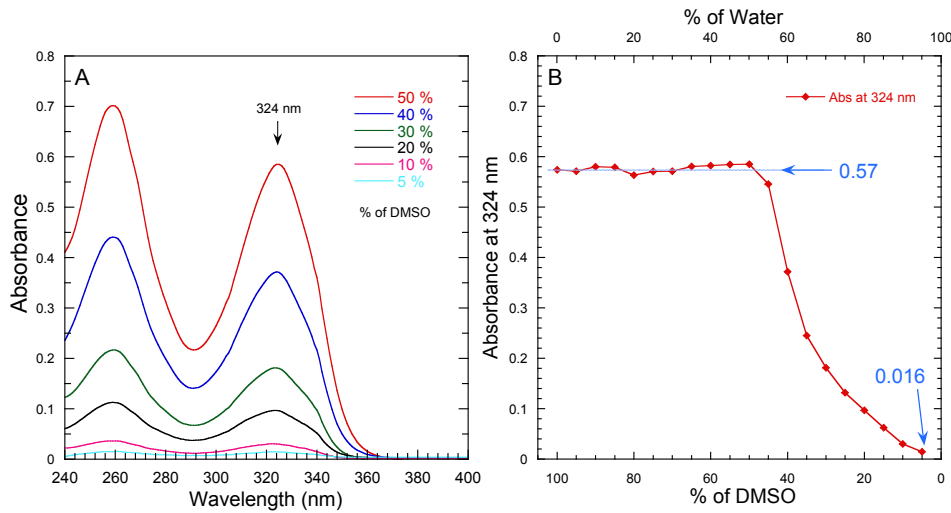 A
0.8
0.7
0.6
0.5
0.4
0.3
0.2
0.1
0
Absorbance
240 260 280 300 320 340 360 380 400
Wavelength (nm)
324 nm
50 %
40 %
30 %
20 %
10 %
5 %
% of DMSO
% of Water
0 20 40 60 80 100
B
0.8
0.7
0.6
0.5
0.4
0.3
0.2
0.1
0
Absorbance at 324 nm
Abs at 324 nm
0.57
0.016
100 80 60 40 20 0
% of DMSO